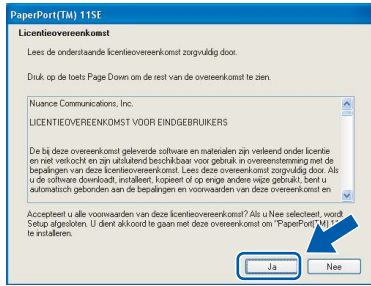 PaperPort(TM) 11SE
Licentieovereenkomst
Lees de onderstaande licentieovereenkomst zorgvuldig door.
Druk op de toets Page Down om de rest van de overeenkomst te zien.
Nuance Communications, Inc.
LICENTIEOVEREENKOMST VOOR EINDGEBRUIKERS
De bij deze overeenkomst geleverde software en materialen zijn verleend onder licentie
en niet verkocht en zijn uitsluitend beschikbaar voor gebruik in overeenstemming met de
bepalingen van deze licentieovereenkomst. Lees deze overeenkomst zorgvuldig door. Als
u de software downloadt, installeert, kopieert of op enige andere wijze gebruikt, bent u
automatisch gebonden aan de bepalingen en voorwaarden van deze overeenkomst en
Accepteert u alle voorwaarden van deze licentieovereenkomst? Als u Nee selecteert, wordt
Setup afgesloten. U dient akkoord te gaan met deze overeenkomst om "PaperPort(TM)
te installeren.
Ja
Nee